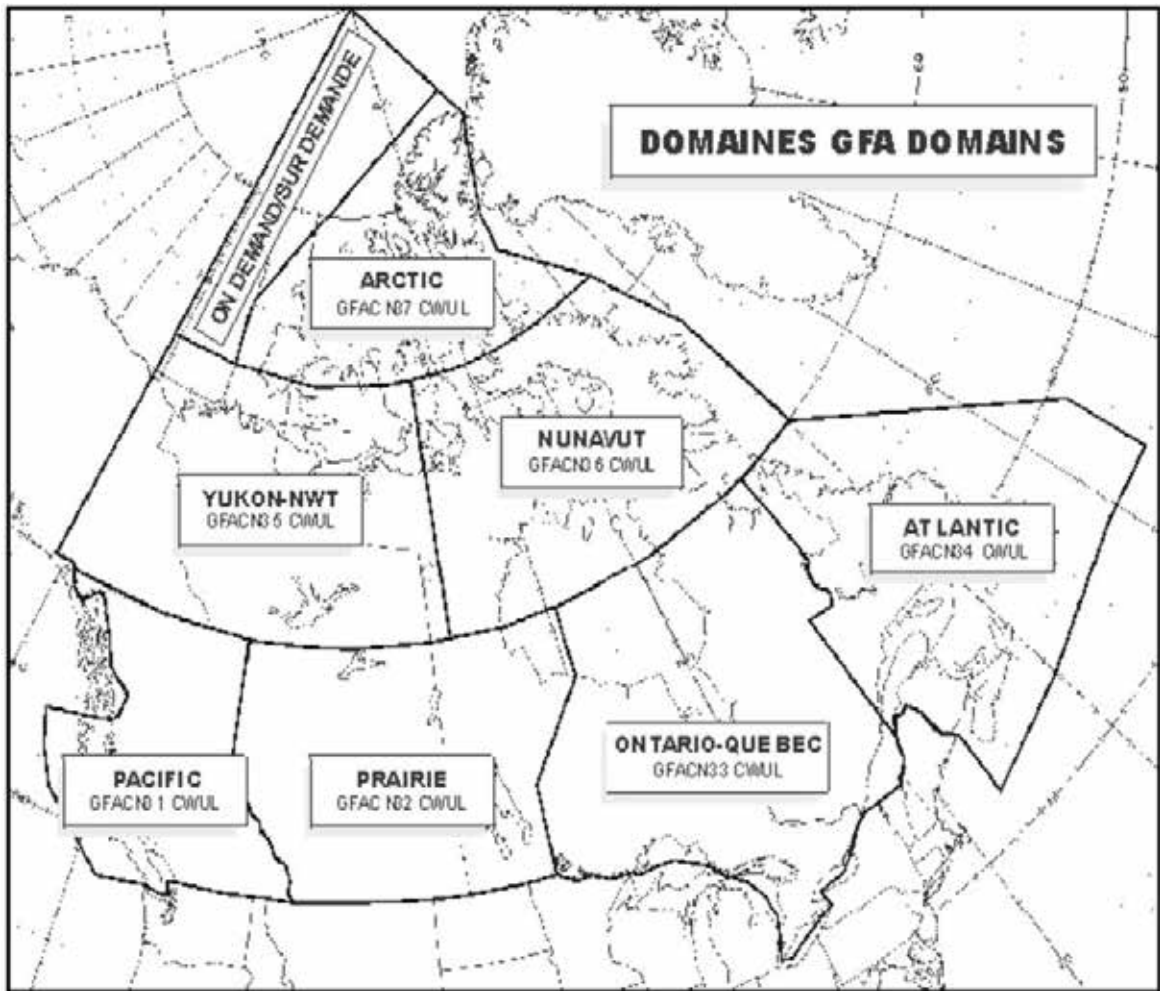 DOMAINES GFA DOMAINS
ON DEMAND/SUR DEMANDE
ARCTIC
GFACN37 CWUL
NUNAVUT
GFACN36 CWUL
YUKON-NWT
GFACN35 CWUL
ATLANTIC
GFACN34 CWUL
ONTARIO-QUEBEC
GFACN33 CWUL
PACIFIC
GFACN31 CWUL
PRAIRIE
GFACN32 CWUL